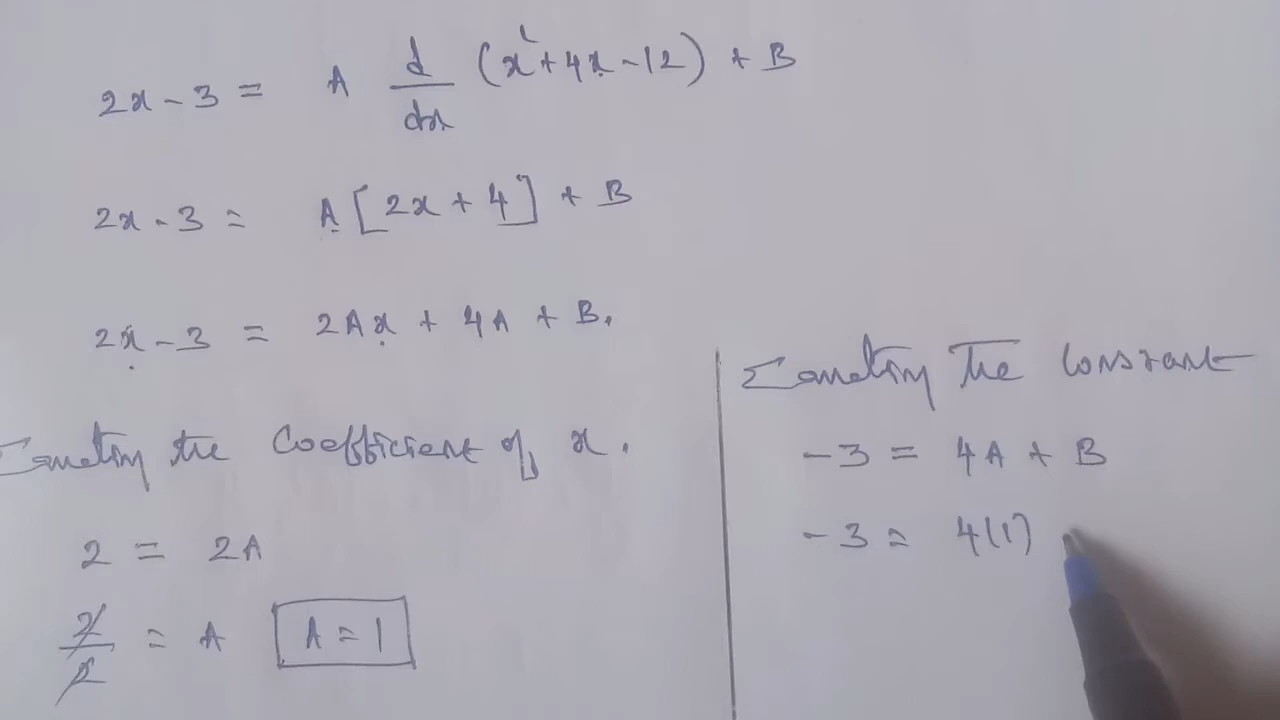 2x - 3 = A d/dx (x² + 4x - 12) + B
2x - 3 = A [2x + 4] + B
2x - 3 = 2Ax + 4A + B.
Equating the coefficient of x.
2 = 2A
2/2 = A
A = 1
Equating the constant
-3 = 4A + B
-3 = 4(1)